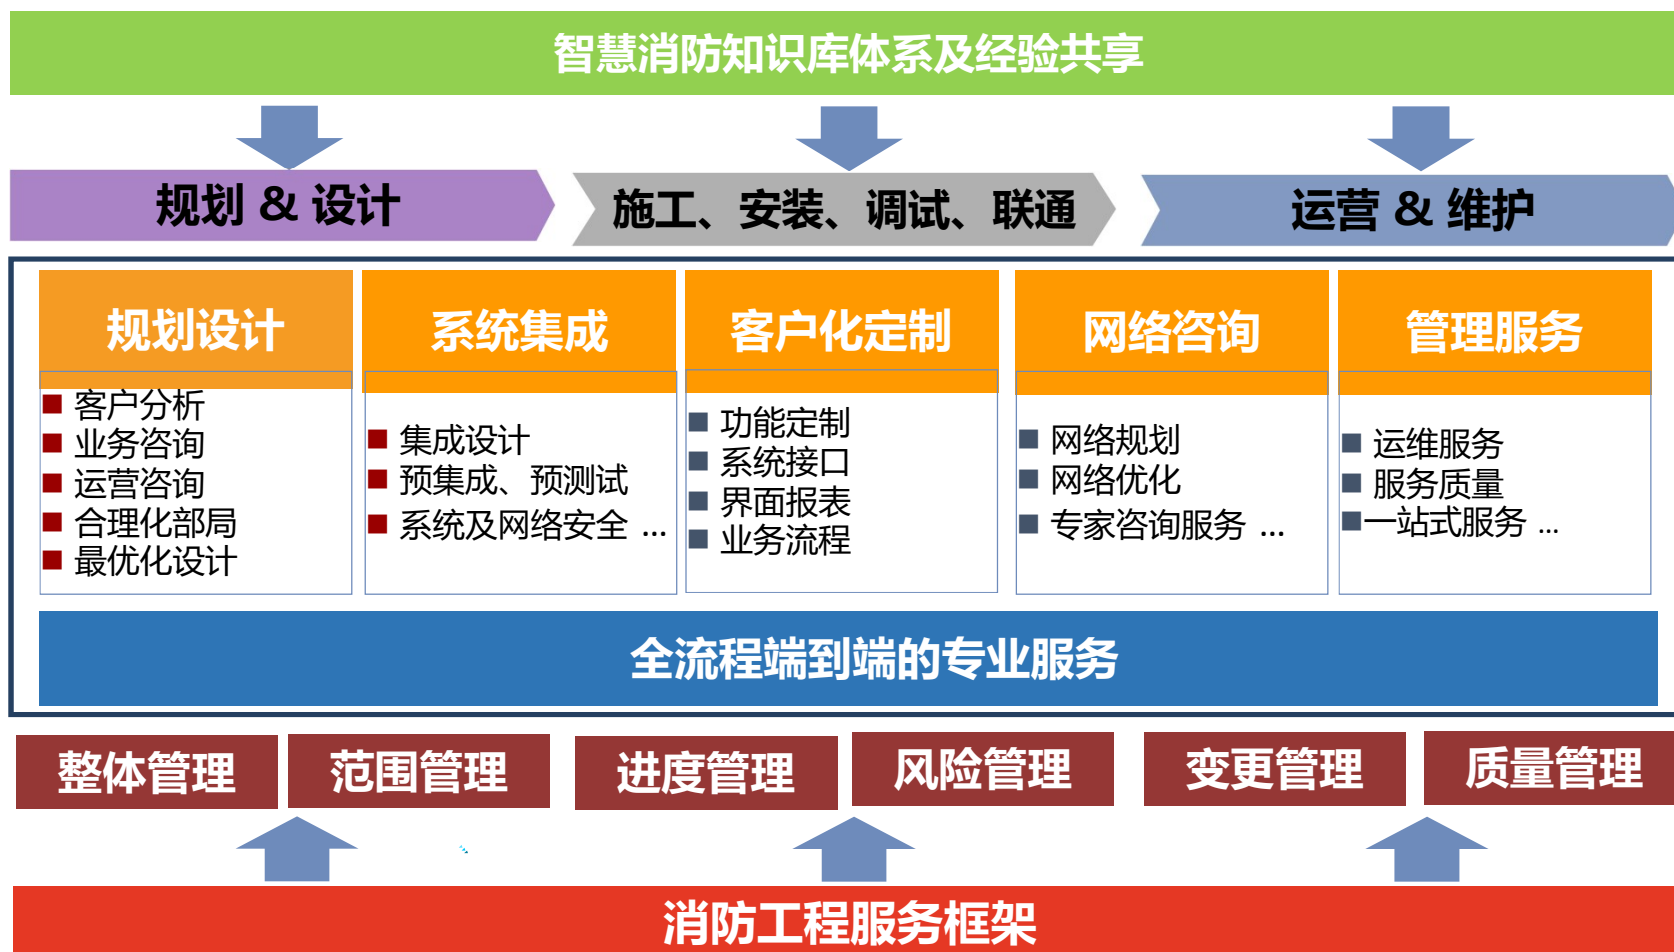 智慧消防知识库体系及经验共享
规划 & 设计
施工、安装、调试、联通
运营 & 维护
规划设计
客户分析
业务咨询
运营咨询
合理化部局
最优化设计
系统集成
集成设计
预集成、预测试
系统及网络安全 ...
客户化定制
功能定制
系统接口
界面报表
业务流程
网络咨询
网络规划
网络优化
专家咨询服务 ...
管理服务
运维服务
服务质量
一站式服务 ...
全流程端到端的专业服务
整体管理
范围管理
进度管理
风险管理
变更管理
质量管理
消防工程服务框架